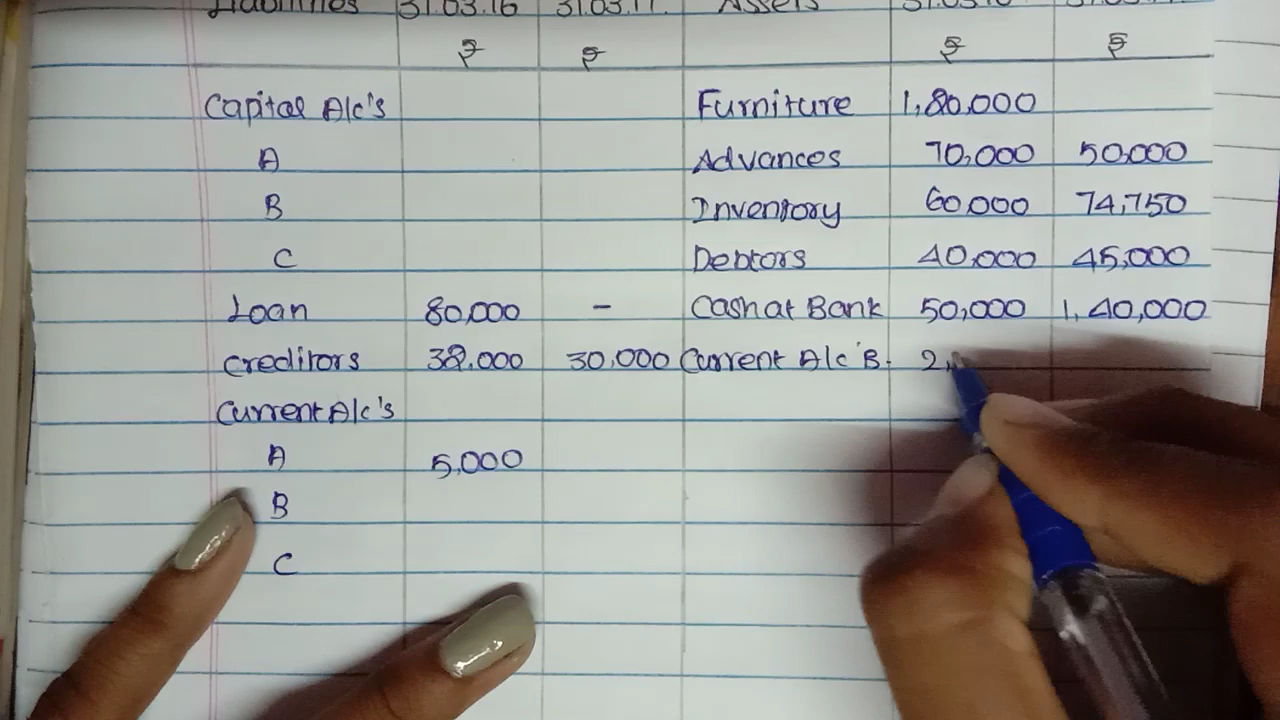 Liabilities 31.03.16 31.03.17 Assets
₹ ₹ ₹ ₹
Capital A/c's Furniture 1,80,000
A Advances 70,000 50,000
B Inventory 60,000 74,750
C Debtors 40,000 45,000
Loan 80,000 - Cash at Bank 50,000 1,40,000
Creditors 38,000 30,000 Current A/c B. 2,
Current A/c's
A 5,000
B
C